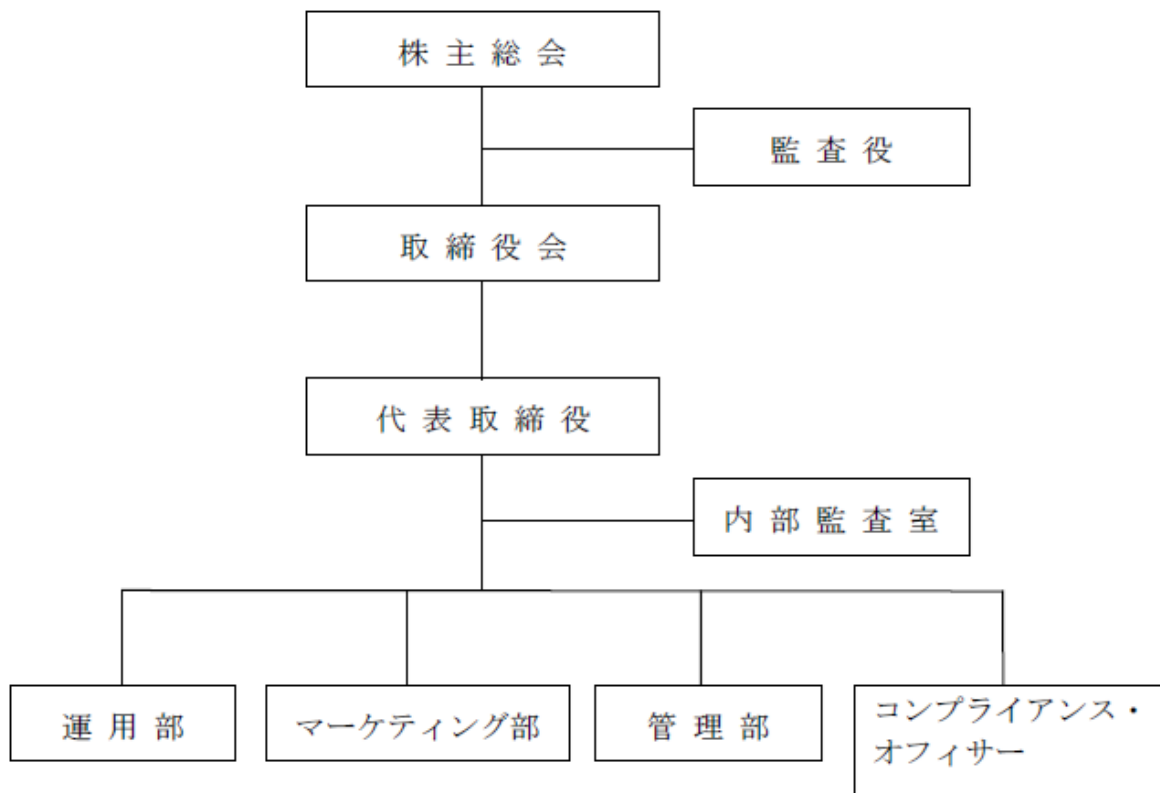 株主総会
監査役
取締役会
代表取締役
内部監査室
運用部
マーケティング部
管理部
コンプライアンス・
オフィサー